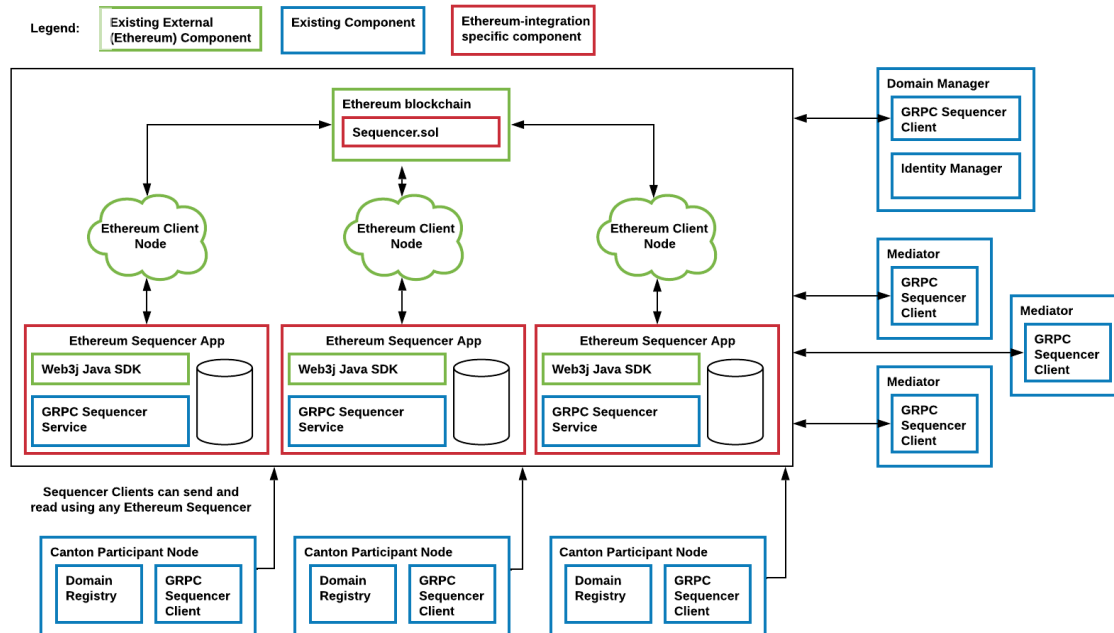 Legend:
Existing External
(Ethereum) Component
Existing Component
Ethereum-integration
specific component
Ethereum blockchain
Sequencer.sol
Ethereum Client
Node
Ethereum Client
Node
Ethereum Client
Node
Ethereum Sequencer App
Web3j Java SDK
GRPC Sequencer
Service
Ethereum Sequencer App
Web3j Java SDK
GRPC Sequencer
Service
Ethereum Sequencer App
Web3j Java SDK
GRPC Sequencer
Service
Domain Manager
GRPC Sequencer
Client
Identity Manager
Mediator
GRPC
Sequencer
Client
Mediator
GRPC
Sequencer
Client
Mediator
GRPC
Sequencer
Client
Sequencer Clients can send and
read using any Ethereum Sequencer
Canton Participant Node
Domain
Registry
GRPC
Sequencer
Client
Canton Participant Node
Domain
Registry
GRPC
Sequencer
Client
Canton Participant Node
Domain
Registry
GRPC
Sequencer
Client